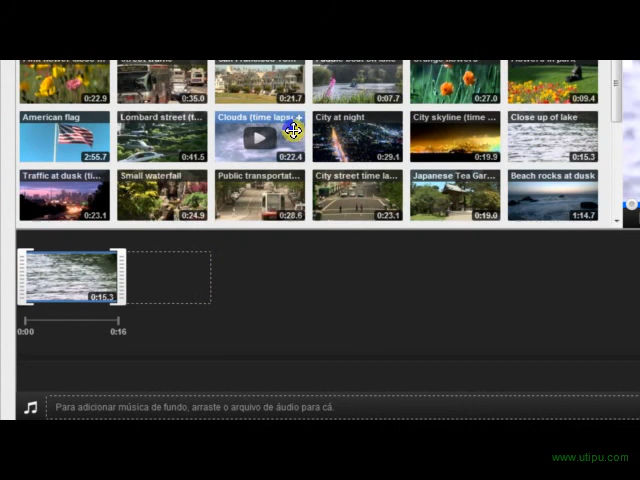 0:22.9
0:35.0
0:21.7
0:07.7
0:27.0
0:09.4
American flag
Lombard street (t...
Clouds (time laps
City at night
City skyline (time ...
Close up of lake
2:55.7
0:41.5
0:22.4
0:29.1
0:19.9
0:15.3
Traffic at dusk (ti...
Small waterfall
Public transportat...
City street time la...
Japanese Tea Gar...
Beach rocks at dusk
0:23.1
0:24.9
0:28.6
0:23.1
0:19.0
1:14.7
0:15.3
0:00
0:16
Para adicionar música de fundo, arraste o arquivo de áudio para cá.
www.utipu.com